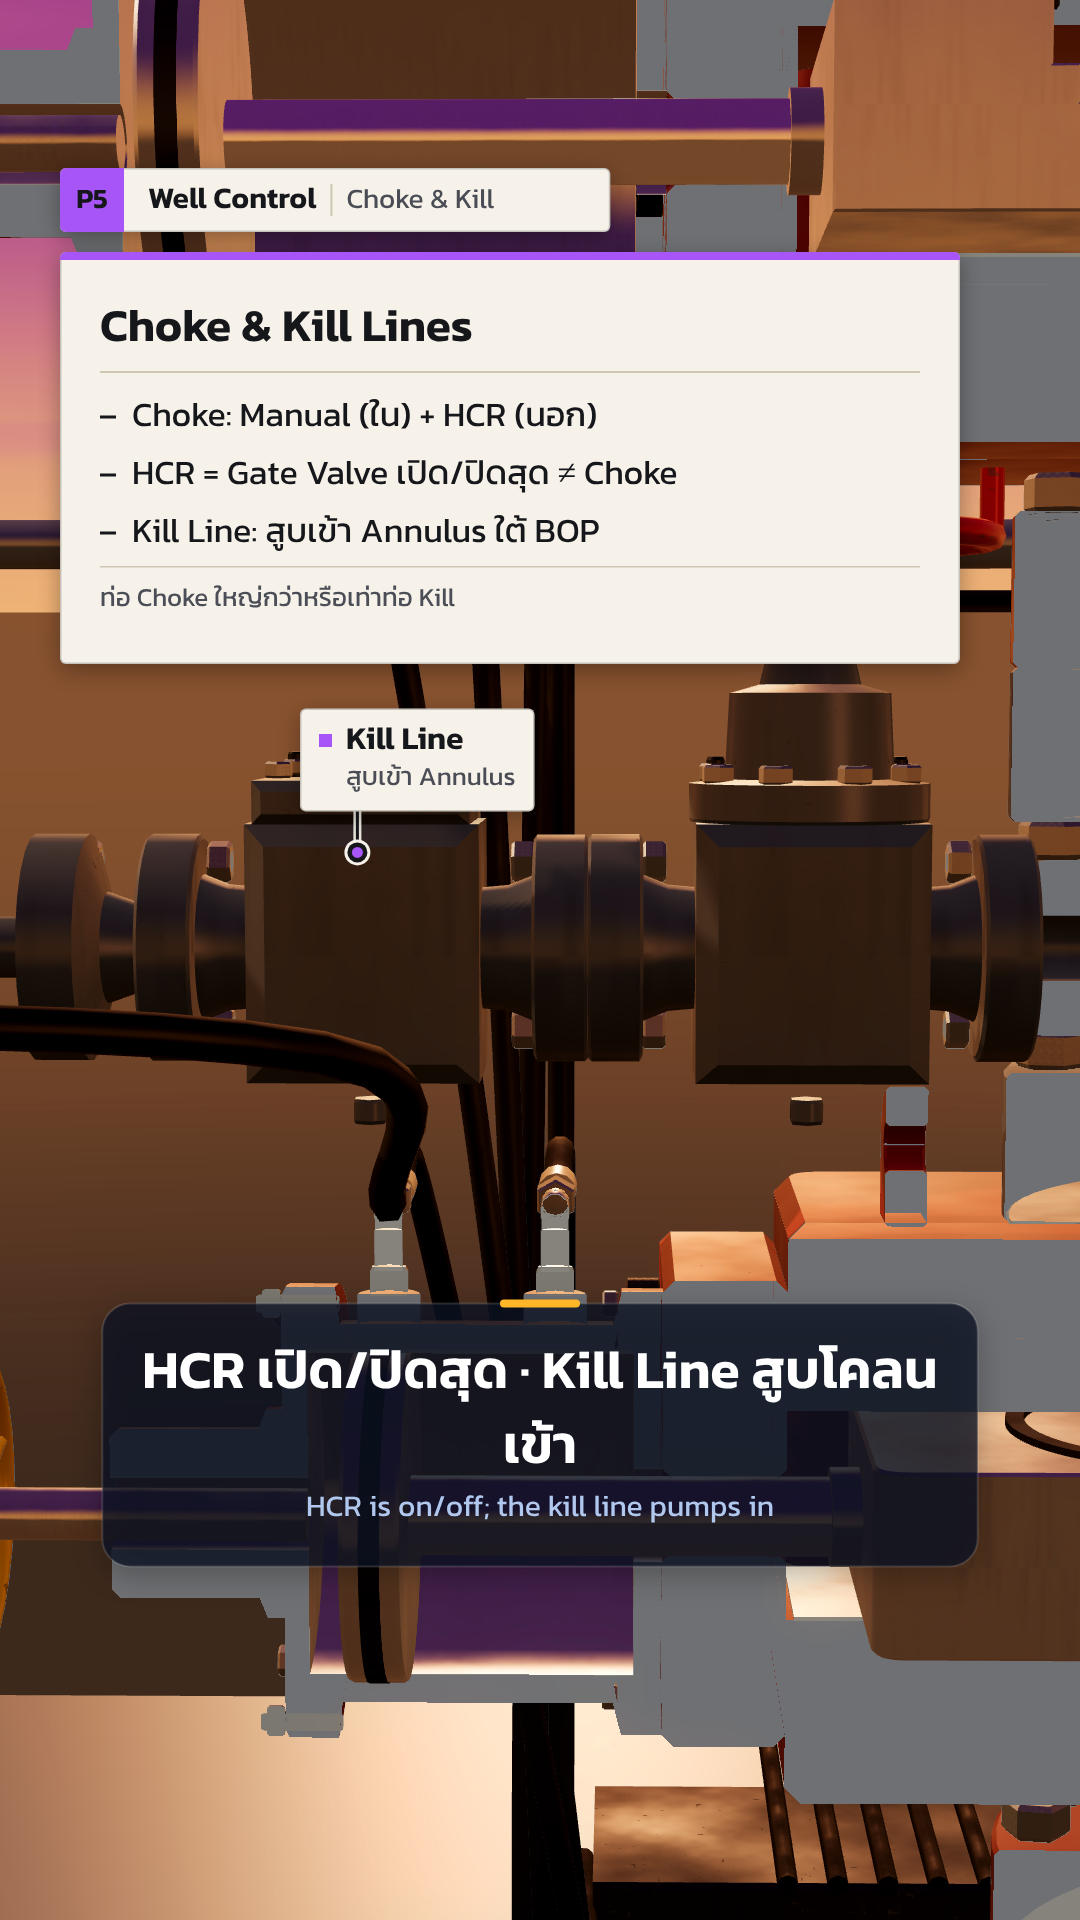 P5 Well Control | Choke & Kill
Choke & Kill Lines
– Choke: Manual (ใน) + HCR (นอก)
– HCR = Gate Valve เปิด/ปิดสุด ≠ Choke
– Kill Line: สูบเข้า Annulus ใต้ BOP
ท่อ Choke ใหญ่กว่าหรือเท่าท่อ Kill
Kill Line
สูบเข้า Annulus
HCR เปิด/ปิดสุด · Kill Line สูบโคลน
เข้า
HCR is on/off; the kill line pumps in